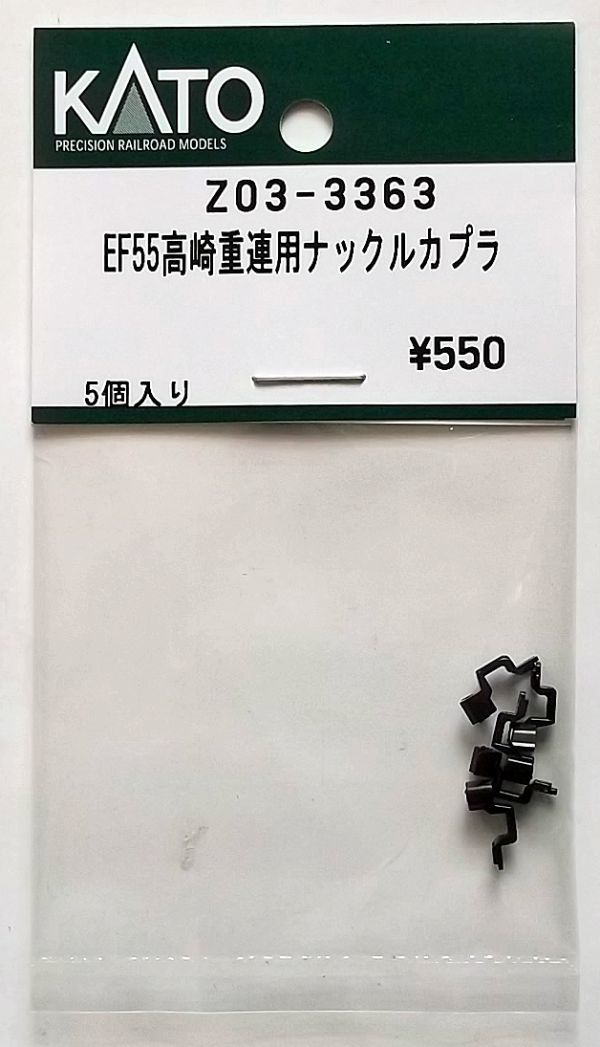 KATO
PRECISION RAILROAD MODELS
Z03-3363
EF55高崎重連用ナックルカプラ
¥550
5個入り